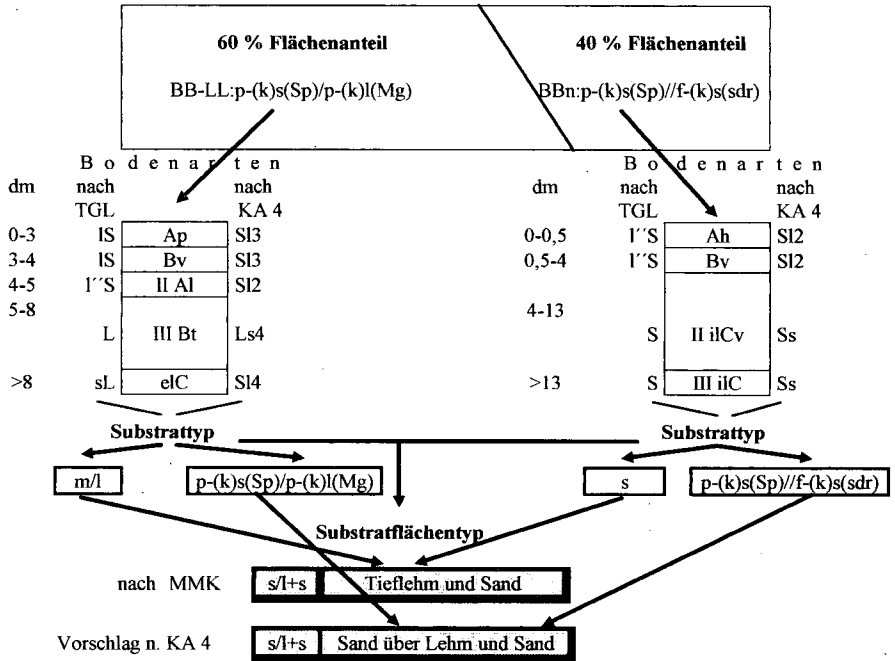 60 % Flächenanteil 40 % Flächenanteil
BB-LL:p-(k)s(Sp)/p-(k)l(Mg) BBn:p-(k)s(Sp)//f-(k)s(sdr)
Bodenarten Bodenarten
dm nach nach dm nach nach
TGL KA 4 TGL KA 4
0-3 lS Ap Sl3 0-0,5 l´´S Ah Sl2
3-4 lS Bv Sl3 0,5-4 l´´S Bv Sl2
4-5 l´´S II Al Sl2
5-8 4-13
L III Bt Ls4 S II ilCv Ss
>8 sL elC Sl4 >13 S III ilC Ss
Substrattyp Substrattyp
m/l p-(k)s(Sp)/p-(k)l(Mg) s p-(k)s(Sp)//f-(k)s(sdr)
Substratflächentyp
nach MMK s/l+s Tieflehm und Sand
Vorschlag n. KA 4 s/l+s Sand über Lehm und Sand